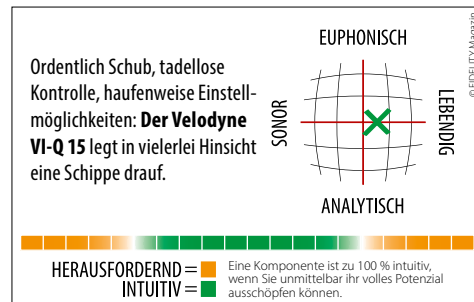 Ordentlich Schub, tadellose
Kontrolle, haufenweise Einstell-
möglichkeiten: Der Velodyne
VI-Q 15 legt in vielerlei Hinsicht
eine Schippe drauf.
EUPHONISCH
SONOR
LEBENDIG
ANALYTISCH
© FIDELITY Magazin
HERAUSFORDERND =
INTUITIV =
Eine Komponente ist zu 100 % intuitiv,
wenn Sie unmittelbar ihr volles Potenzial
ausschöpfen können.